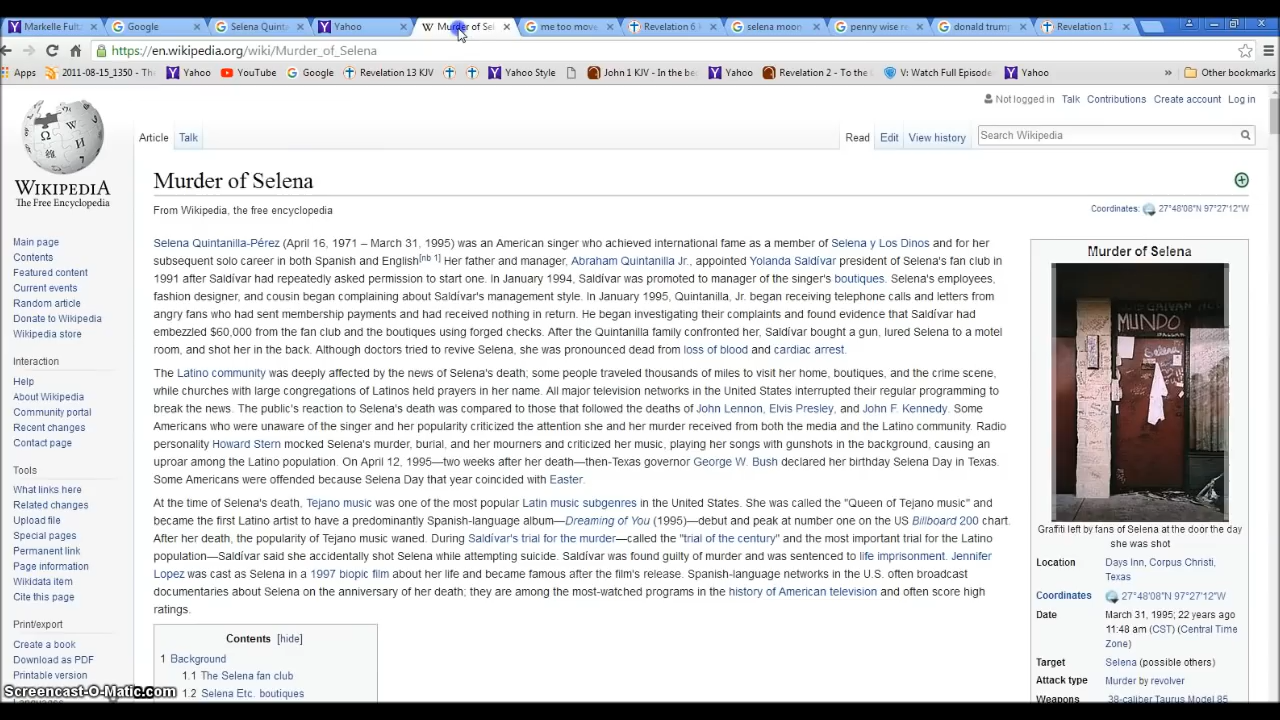 Markelle Fultz
Google
Selena Quint
Yahoo
Murder of Sel
me too move
Revelation 6
selena moon
penny wise r
donald trump
Revelation 12
https://en.wikipedia.org/wiki/Murder_of_Selena
Apps
2011-08-15_1350 - Th
Yahoo
YouTube
Google
Revelation 13 KJV
Yahoo Style
John 1 KJV - In the be
Yahoo
Revelation 2 - To the
V: Watch Full Episode
Yahoo
»
Other bookmarks
Not logged in Talk Contributions Create account Log in
Article Talk
Read Edit View history
Search Wikipedia
WIKIPEDIA
The Free Encyclopedia
Main page
Contents
Featured content
Current events
Random article
Donate to Wikipedia
Wikipedia store
Interaction
Help
About Wikipedia
Community portal
Recent changes
Contact page
Tools
What links here
Related changes
Upload file
Special pages
Permanent link
Page information
Wikidata item
Cite this page
Print/export
Create a book
Download as PDF
Printable version
Murder of Selena
From Wikipedia, the free encyclopedia
Coordinates: 27°48′08″N 97°27′12″W
Selena Quintanilla-Pérez (April 16, 1971 – March 31, 1995) was an American singer who achieved international fame as a member of Selena y Los Dinos and for her
subsequent solo career in both Spanish and English.[nb 1] Her father and manager, Abraham Quintanilla Jr., appointed Yolanda Saldívar president of Selena's fan club in
1991 after Saldívar had repeatedly asked permission to start one. In January 1994, Saldívar was promoted to manager of the singer's boutiques. Selena's employees,
fashion designer, and cousin began complaining about Saldívar's management style. In January 1995, Quintanilla, Jr. began receiving telephone calls and letters from
angry fans who had sent membership payments and had received nothing in return. He began investigating their complaints and found evidence that Saldívar had
embezzled $60,000 from the fan club and the boutiques using forged checks. After the Quintanilla family confronted her, Saldívar bought a gun, lured Selena to a motel
room, and shot her in the back. Although doctors tried to revive Selena, she was pronounced dead from loss of blood and cardiac arrest.
The Latino community was deeply affected by the news of Selena's death; some people traveled thousands of miles to visit her home, boutiques, and the crime scene,
while churches with large congregations of Latinos held prayers in her name. All major television networks in the United States interrupted their regular programming to
break the news. The public's reaction to Selena's death was compared to those that followed the deaths of John Lennon, Elvis Presley, and John F. Kennedy. Some
Americans who were unaware of the singer and her popularity criticized the attention she and her murder received from both the media and the Latino community. Radio
personality Howard Stern mocked Selena's murder, burial, and her mourners and criticized her music, playing her songs with gunshots in the background, causing an
uproar among the Latino population. On April 12, 1995—two weeks after her death—then-Texas governor George W. Bush declared her birthday Selena Day in Texas.
Some Americans were offended because Selena Day that year coincided with Easter.
At the time of Selena's death, Tejano music was one of the most popular Latin music subgenres in the United States. She was called the "Queen of Tejano music" and
became the first Latino artist to have a predominantly Spanish-language album—Dreaming of You (1995)—debut and peak at number one on the US Billboard 200 chart.
After her death, the popularity of Tejano music waned. During Saldívar's trial for the murder—called the "trial of the century" and the most important trial for the Latino
population—Saldívar said she accidentally shot Selena while attempting suicide. Saldívar was found guilty of murder and was sentenced to life imprisonment. Jennifer
Lopez was cast as Selena in a 1997 biopic film about her life and became famous after the film's release. Spanish-language networks in the U.S. often broadcast
documentaries about Selena on the anniversary of her death; they are among the most-watched programs in the history of American television and often score high
ratings.
Contents [hide]
1 Background
1.1 The Selena fan club
1.2 Selena Etc. boutiques
Murder of Selena
MUNDO
Selena
Graffiti left by fans of Selena at the door the day
she was shot
Location Days Inn, Corpus Christi,
Texas
Coordinates 27°48′08″N 97°27′12″W
Date March 31, 1995; 22 years ago
11:48 am (CST) (Central Time
Zone)
Target Selena (possible others)
Attack type Murder by revolver
Weapons .38-caliber Taurus Model 85
Screencast-O-Matic.com